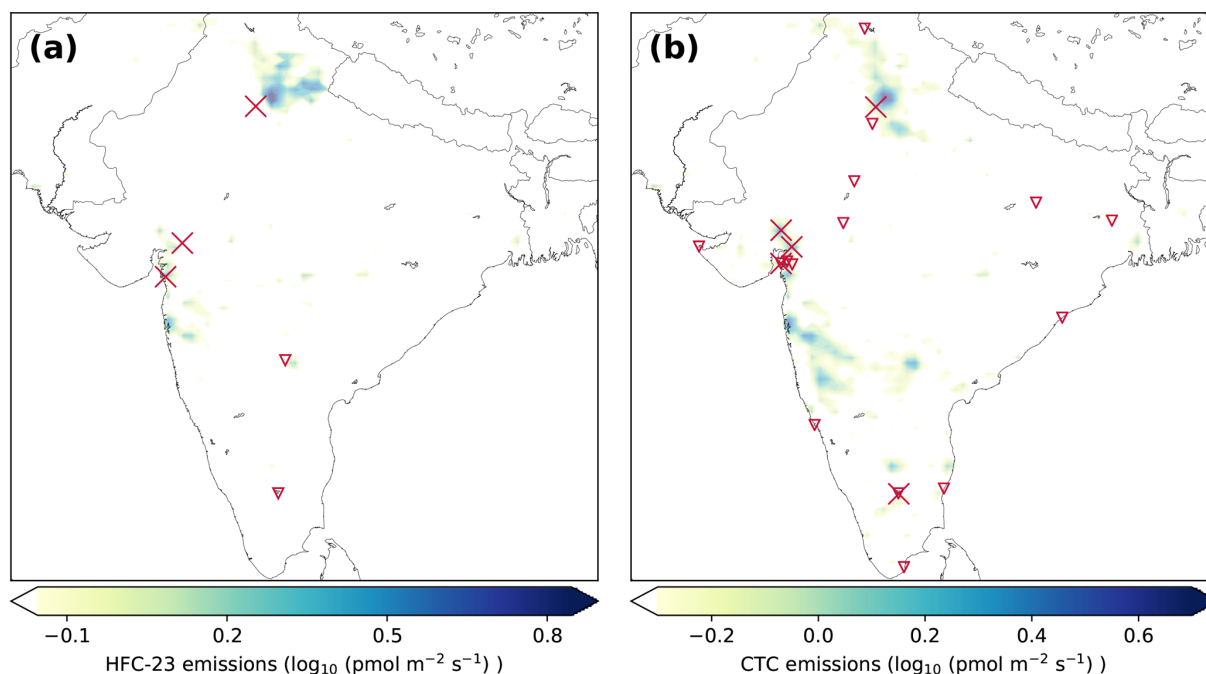 (a)
(b)
−0.1 0.2 0.5 0.8
HFC-23 emissions (log₁₀ (pmol m⁻² s⁻¹) )
−0.2 0.0 0.2 0.4 0.6
CTC emissions (log₁₀ (pmol m⁻² s⁻¹) )